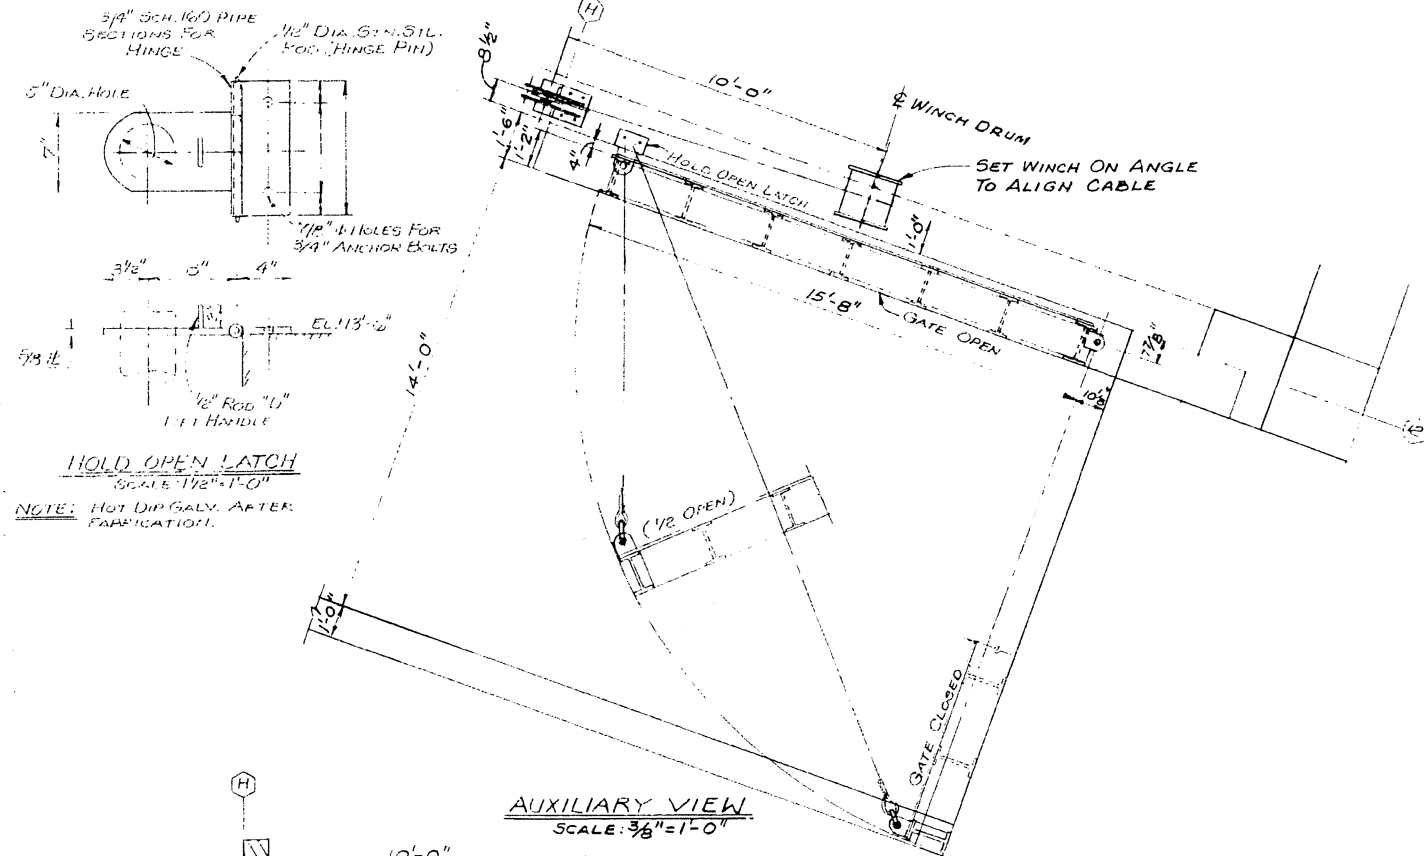 3/4" SCH. 160 PIPE
SECTIONS FOR
HINGE
1/2" DIA. STN. STL.
ROD (HINGE PIN)
5" DIA. HOLE
7"
7/8" ⌀ HOLES FOR
3/4" ANCHOR BOLTS
3 1/2"
4"
EL. 113'-6"
5/8 ℄
1/2" ROD "U"
LIFT HANDLE
HOLD OPEN LATCH
SCALE: 1 1/2"=1'-0"
NOTE: HOT DIP GALV. AFTER
FABRICATION.
H
8 1/2"
10'-0"
℄ WINCH DRUM
SET WINCH ON ANGLE
TO ALIGN CABLE
1'-6"
1'-2"
4"
HOLD OPEN LATCH
1'-0"
15'-8"
GATE OPEN
7 7/8"
14'-0"
(1/2 OPEN)
1'-0"
GATE CLOSED
H
AUXILIARY VIEW
SCALE: 3/8"=1'-0"
10'-0"